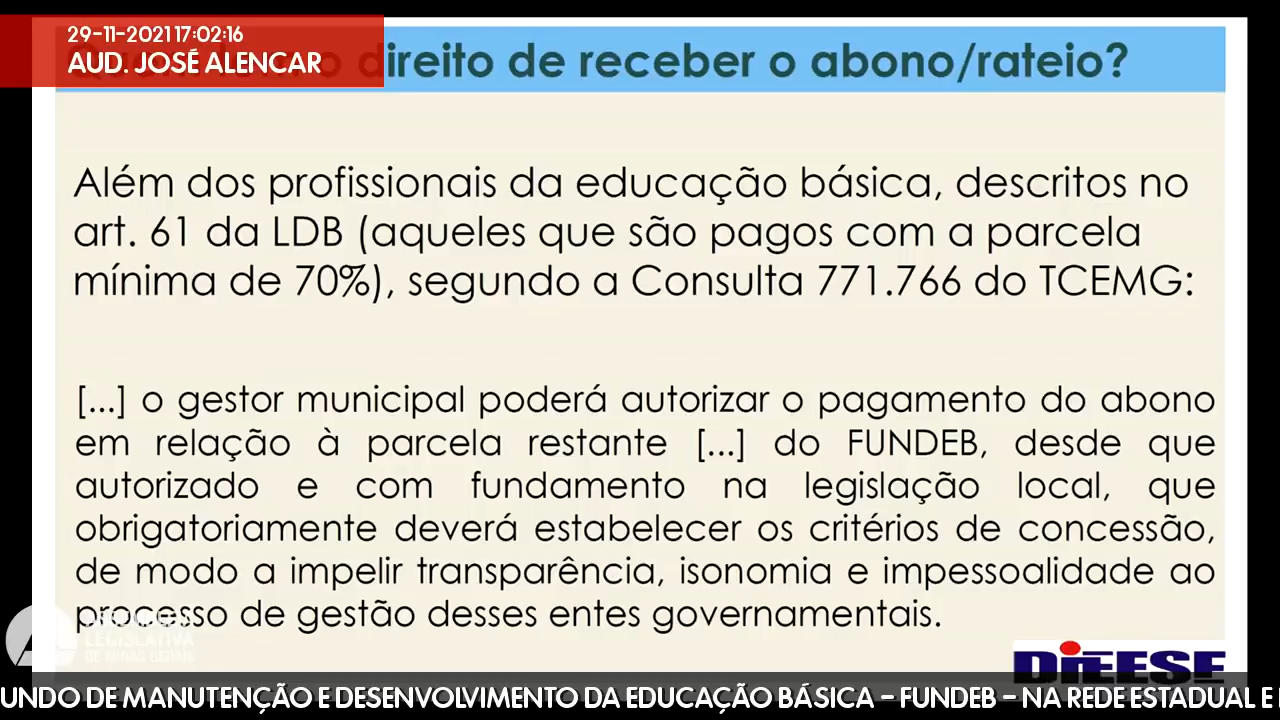 29-11-2021 17:02:16
AUD. JOSÉ ALENCAR
direito de receber o abono/rateio?
Além dos profissionais da educação básica, descritos no
art. 61 da LDB (aqueles que são pagos com a parcela
mínima de 70%), segundo a Consulta 771.766 do TCEMG:
[...] o gestor municipal poderá autorizar o pagamento do abono
em relação à parcela restante [...] do FUNDEB, desde que
autorizado e com fundamento na legislação local, que
obrigatoriamente deverá estabelecer os critérios de concessão,
de modo a impelir transparência, isonomia e impessoalidade ao
processo de gestão desses entes governamentais.
ASSEMBLEIA
LEGISLATIVA
DE MINAS GERAIS
DIEESE
UNDO DE MANUTENÇÃO E DESENVOLVIMENTO DA EDUCAÇÃO BÁSICA – FUNDEB – NA REDE ESTADUAL E